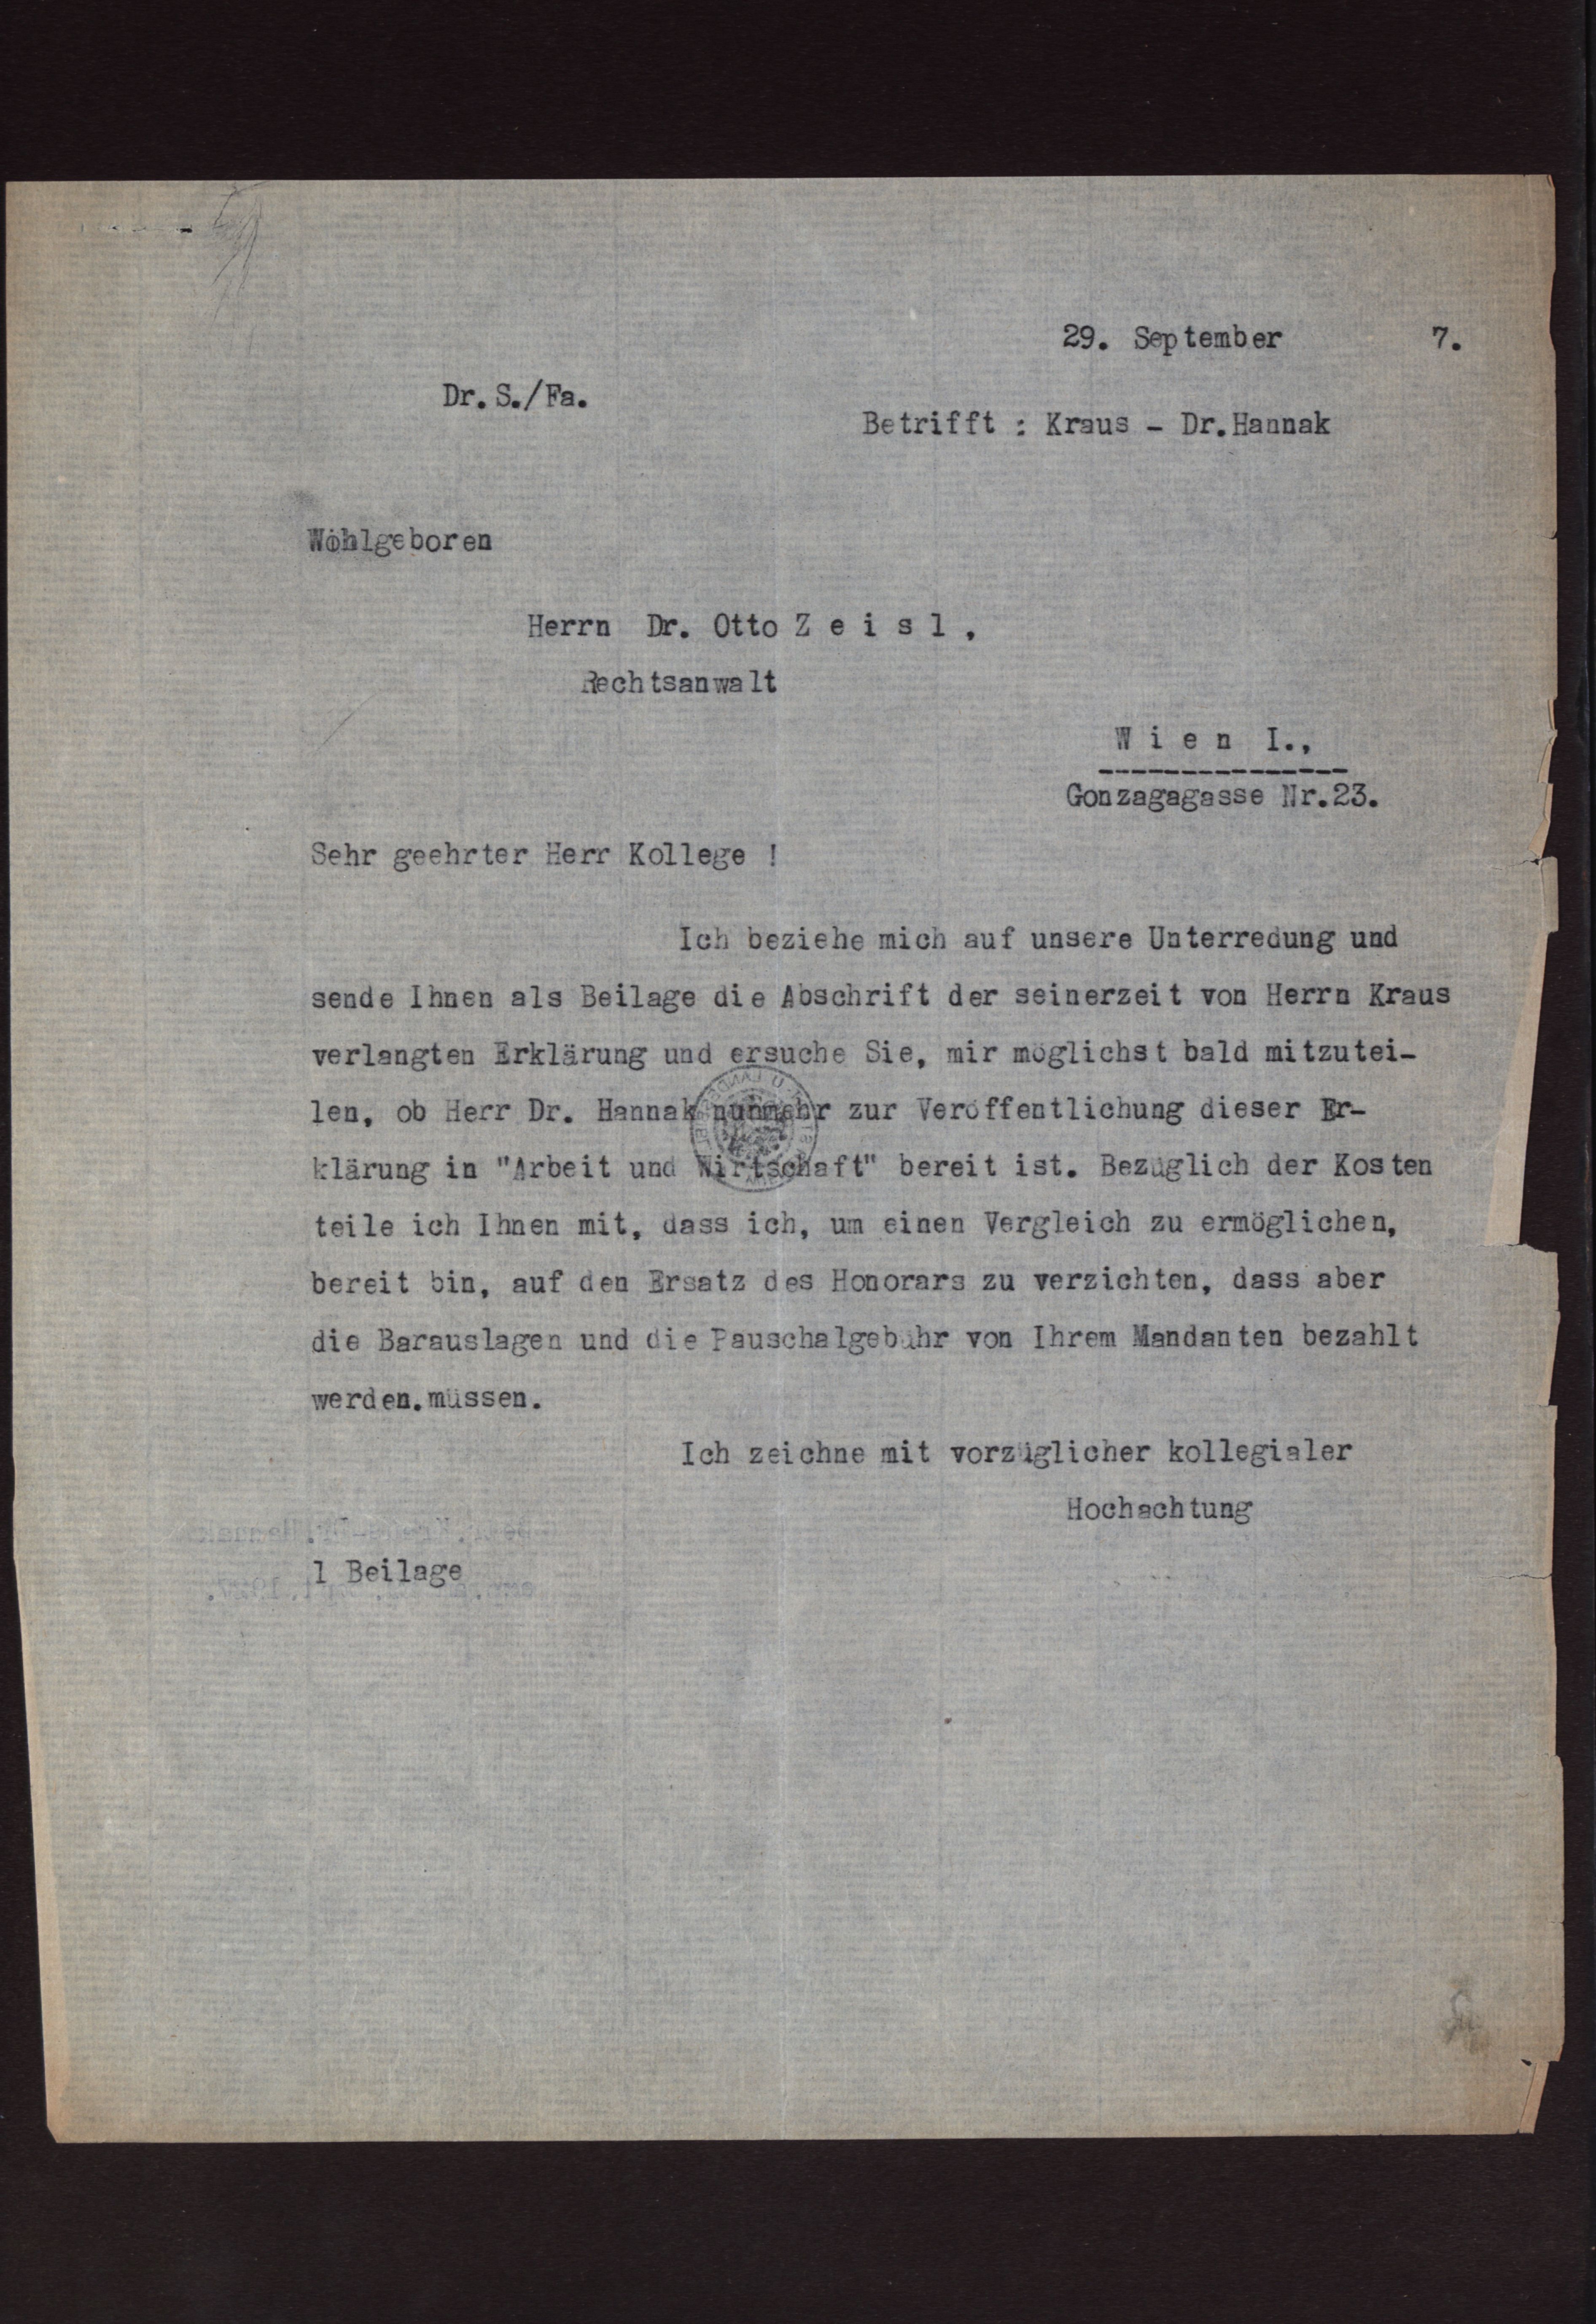 29. September 7.
Dr.S./Fa.
Betrifft : Kraus - Dr.Hannak
Wohlgeboren
Herrn Dr. Otto Z e i s l ,
Rechtsanwalt
W i e n I.,
Gonzagagasse Nr.23.
Sehr geehrter Herr Kollege !
Ich beziehe mich auf unsere Unterredung und
sende Ihnen als Beilage die Abschrift der seinerzeit von Herrn Kraus
verlangten Erklärung und ersuche Sie, mir möglichst bald mitzutei-
len, ob Herr Dr. Hannak nunmehr zur Veröffentlichung dieser Er-
klärung in "Arbeit und Wirtschaft" bereit ist. Bezüglich der Kosten
teile ich Ihnen mit, dass ich, um einen Vergleich zu ermöglichen,
bereit bin, auf den Ersatz des Honorars zu verzichten, dass aber
die Barauslagen und die Pauschalgebühr von Ihrem Mandanten bezahlt
werden.müssen.
Ich zeichne mit vorzüglicher kollegialer
Hochachtung
1 Beilage